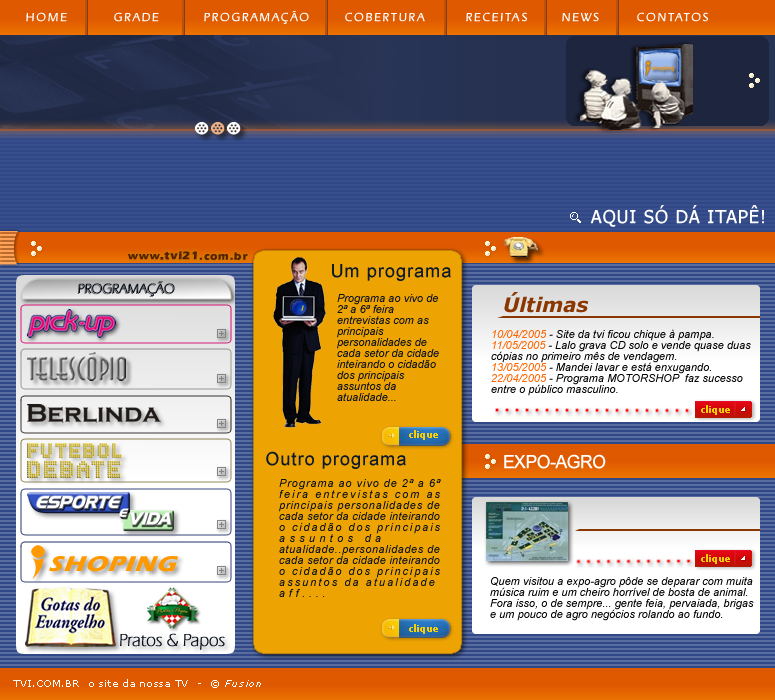 HOME GRADE PROGRAMAÇÃO COBERTURA RECEITAS NEWS CONTATOS
AQUI SÓ DÁ ITAPÊ!
www.tvi21.com.br
PROGRAMAÇÃO
pick-up
TELESCÓPIO
BERLINDA
FUTEBOL
DEBATE
ESPORTE
E VIDA
SHOPING
Gotas do
Evangelho
Pratos & Papos
Um programa
Programa ao vivo de
2ª a 6ª feira
entrevistas com as
principais
personalidades de
cada setor da cidade
inteirando o cidadão
dos principais
assuntos da
atualidade...
clique
Outro programa
Programa ao vivo de 2ª a 6ª
feira entrevistas com as
principais personalidades de
cada setor da cidade inteirando
o cidadão dos principais
assuntos da
atualidade..personalidades de
cada setor da cidade inteirando
o cidadão dos principais
assuntos da atualidade
aff....
clique
Últimas
10/04/2005 - Site da tvi ficou chique à pampa.
11/05/2005 - Lalo grava CD solo e vende quase duas
cópias no primeiro mês de vendagem.
13/05/2005 - Mandei lavar e está enxugando.
22/04/2005 - Programa MOTORSHOP faz sucesso
entre o público masculino.
clique
EXPO-AGRO
clique
Quem visitou a expo-agro pôde se deparar com muita
música ruim e um cheiro horrível de bosta de animal.
Fora isso, o de sempre... gente feia, pervaiada, brigas
e um pouco de agro negócios rolando ao fundo.
TVI.COM.BR o site da nossa TV - © Fusion